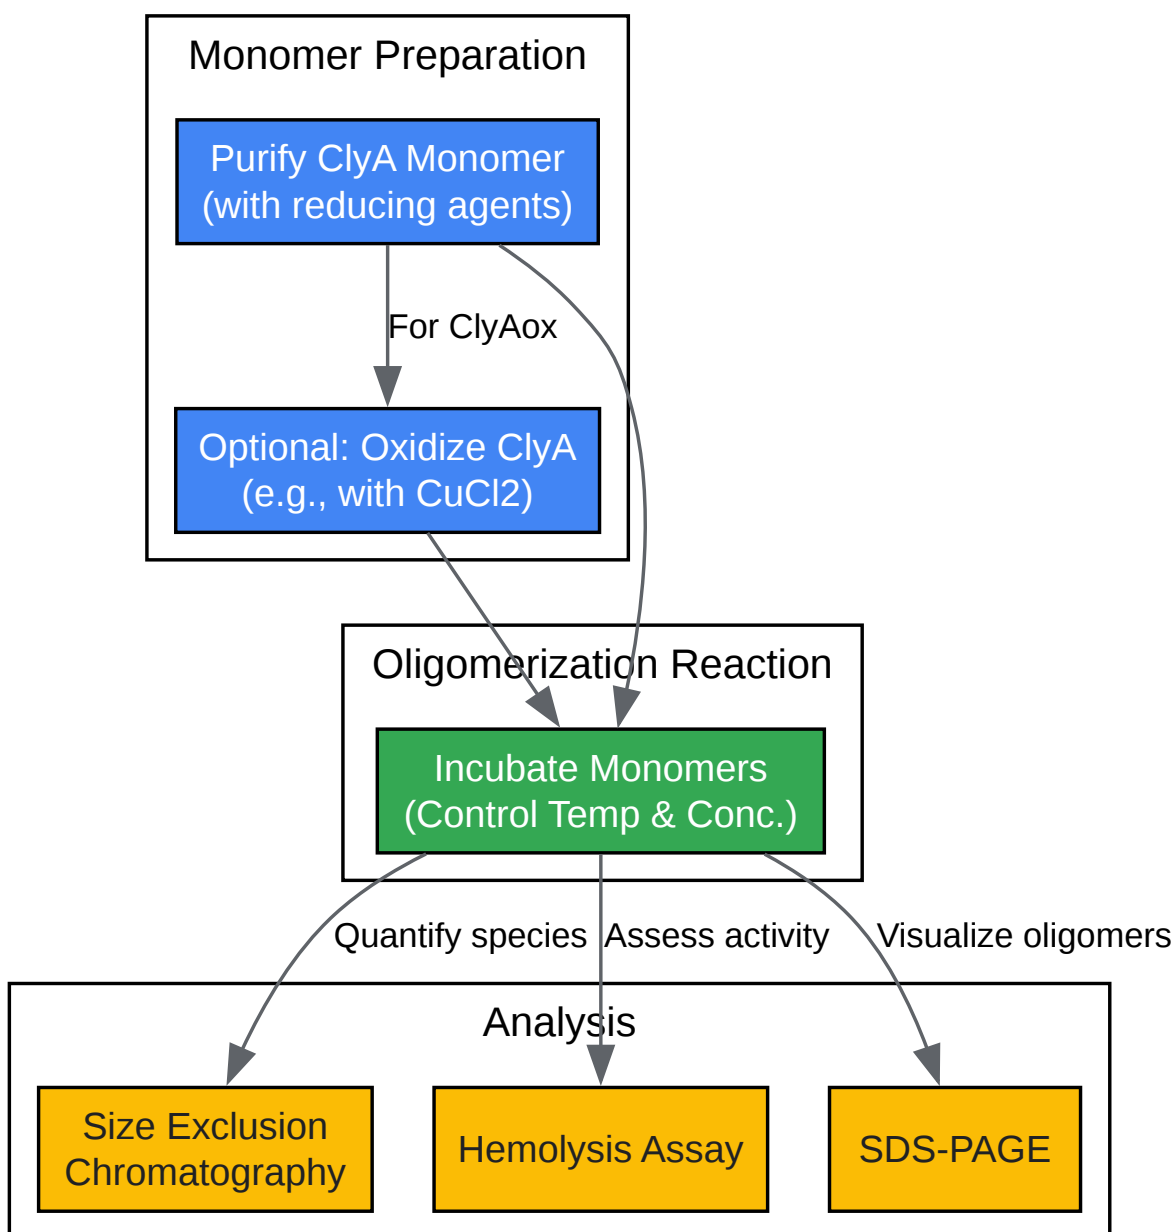 Monomer Preparation
Purify ClyA Monomer
(with reducing agents)
For ClyAox
Optional: Oxidize ClyA
(e.g., with CuCl2)
Oligomerization Reaction
Incubate Monomers
(Control Temp & Conc.)
Quantify species
Assess activity
Visualize oligomers
Analysis
Size Exclusion
Chromatography
Hemolysis Assay
SDS-PAGE